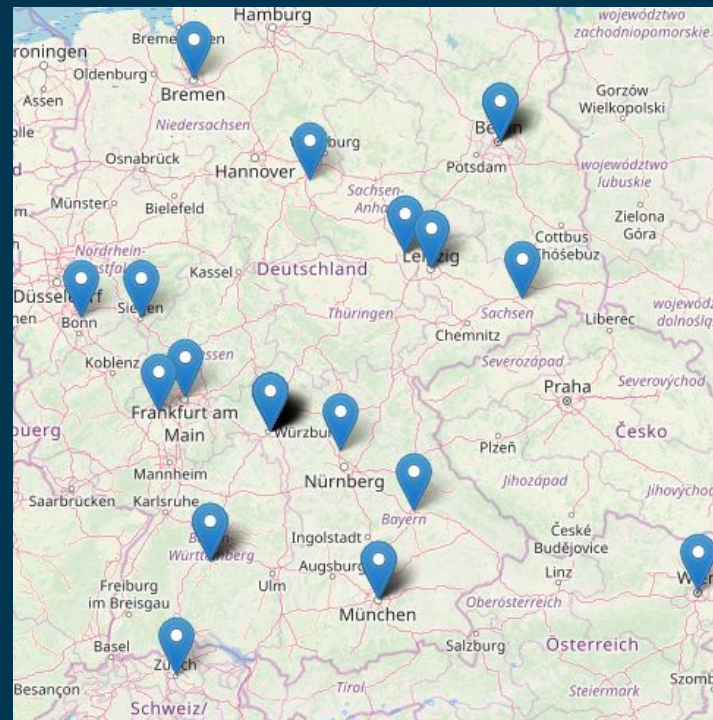 Hamburg
województwo
zachodniopomorskie
Oldenburg
Bremen
Assen
Gorzów
Wielkopolski
Niedersachsen
Hannover
Potsdam
województwo
lubuskie
Osnabrück
Sachsen-
Münster
Bielefeld
Zielona
Góra
Cottbus
Nordrhein-
Kassel
Deutschland
Bonn
Thüringen
Sachsen
Liberec
Chemnitz
Koblenz
Severozápad
Praha
Severovýchod
Frankfurt am
Main
Česko
Plzeň
Mannheim
Nürnberg
Jihozápad
Saarbrücken
Karlsruhe
Bayern
České
Budějovice
Ingolstadt
Württemberg
Augsburg
Linz
Freiburg
im Breisgau
Ulm
München
Oberösterreich
Basel
Salzburg
Österreich
Besançon
Tirol
Steiermark
Schweiz/